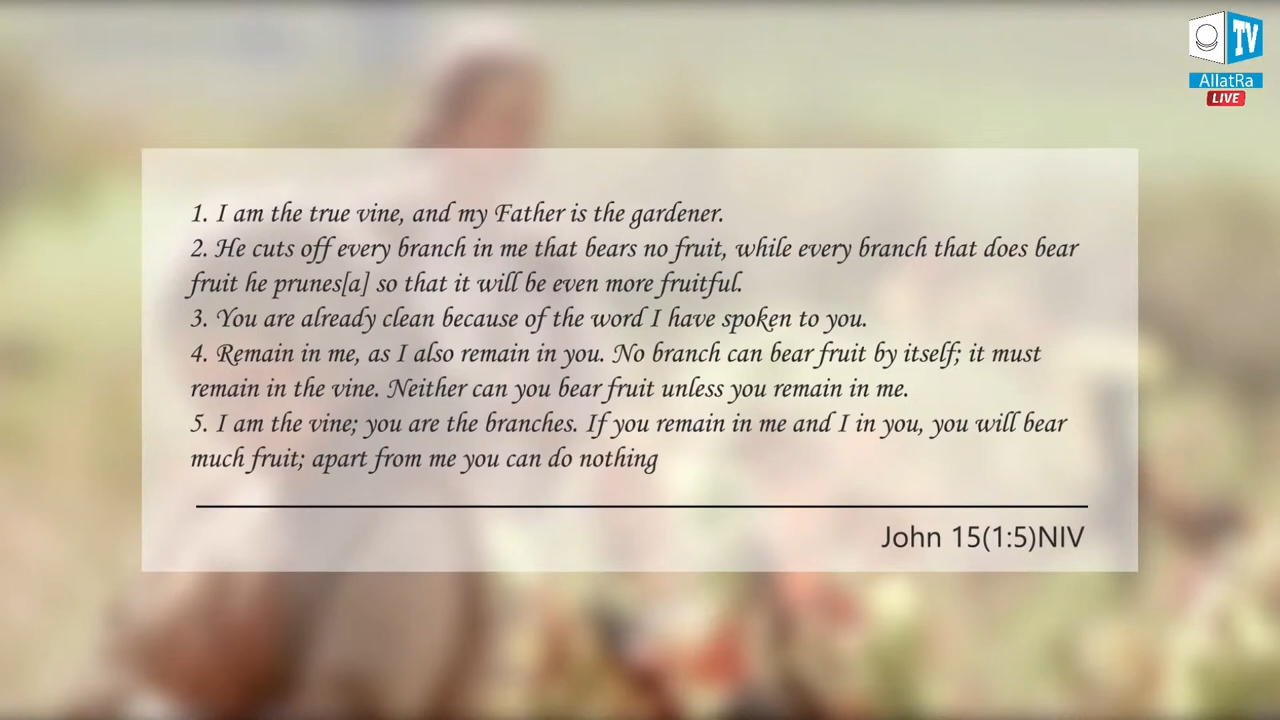 TV
AllatRa
LIVE
1. I am the true vine, and my Father is the gardener.
2. He cuts off every branch in me that bears no fruit, while every branch that does bear
fruit he prunes[a] so that it will be even more fruitful.
3. You are already clean because of the word I have spoken to you.
4. Remain in me, as I also remain in you. No branch can bear fruit by itself; it must
remain in the vine. Neither can you bear fruit unless you remain in me.
5. I am the vine; you are the branches. If you remain in me and I in you, you will bear
much fruit; apart from me you can do nothing
John 15(1:5)NIV